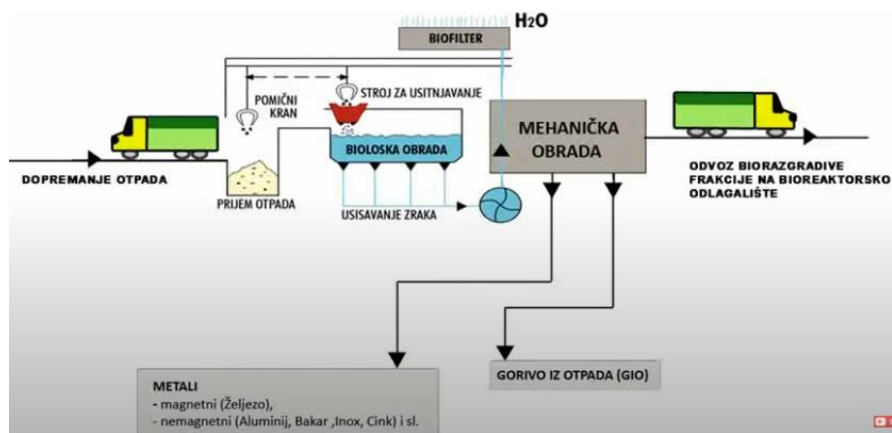 H2O
BIOFILTER
POMIČNI
KRAN
STROJ ZA USITNJAVANJE
MEHANIČKA
OBRADA
BIOLOSKA OBRADA
DOPREMANJE OTPADA
PRIJEM OTPADA
USISAVANJE ZRAKA
ODVOZ BIORAZGRADIVE
FRAKCIJE NA BIOREAKTORSKO
ODLAGALIŠTE
METALI
- magnetni (Željezo),
- nemagnetni (Aluminij, Bakar ,Inox, Cink) i sl.
GORIVO IZ OTPADA (GIO)